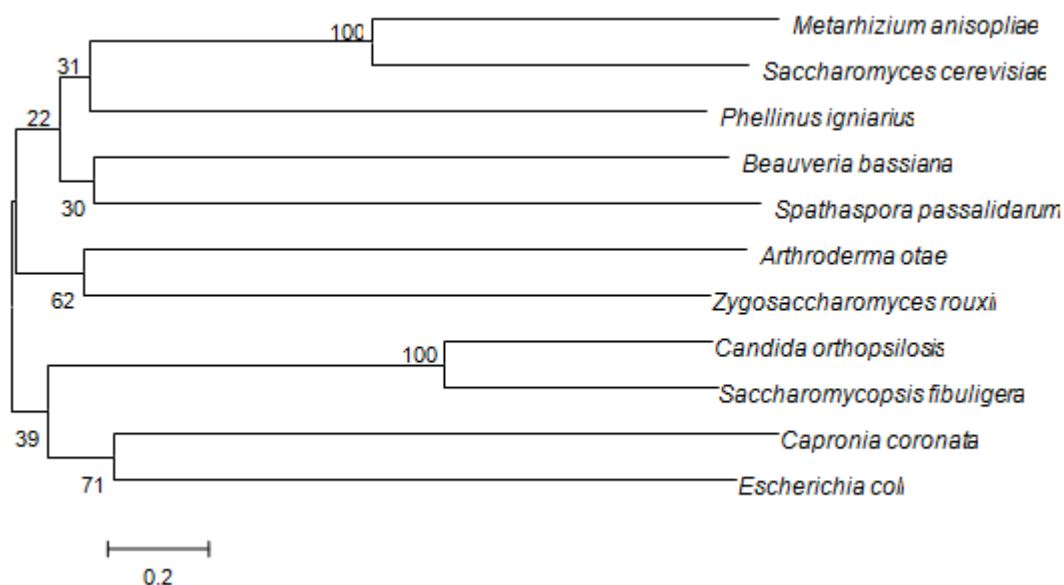 100
Metarhizium anisopliae
31
Saccharomyces cerevisiae
22
Phellinus igniarius
Beauveria bassiana
30
Spathaspora passalidarum
Arthroderma otae
62
Zygosaccharomyces rouxii
100
Candida orthopsilosis
Saccharomycopsis fibuligera
39
Capronia coronata
71
Escherichia coli
0.2